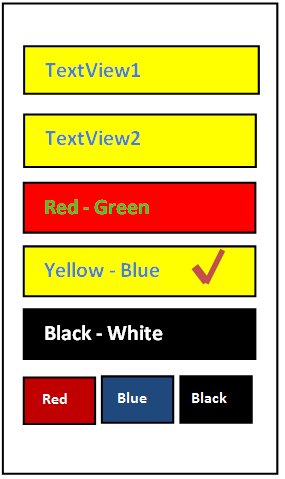 TextView1
TextView2
Red - Green
Yellow - Blue
Black - White
Red Blue Black